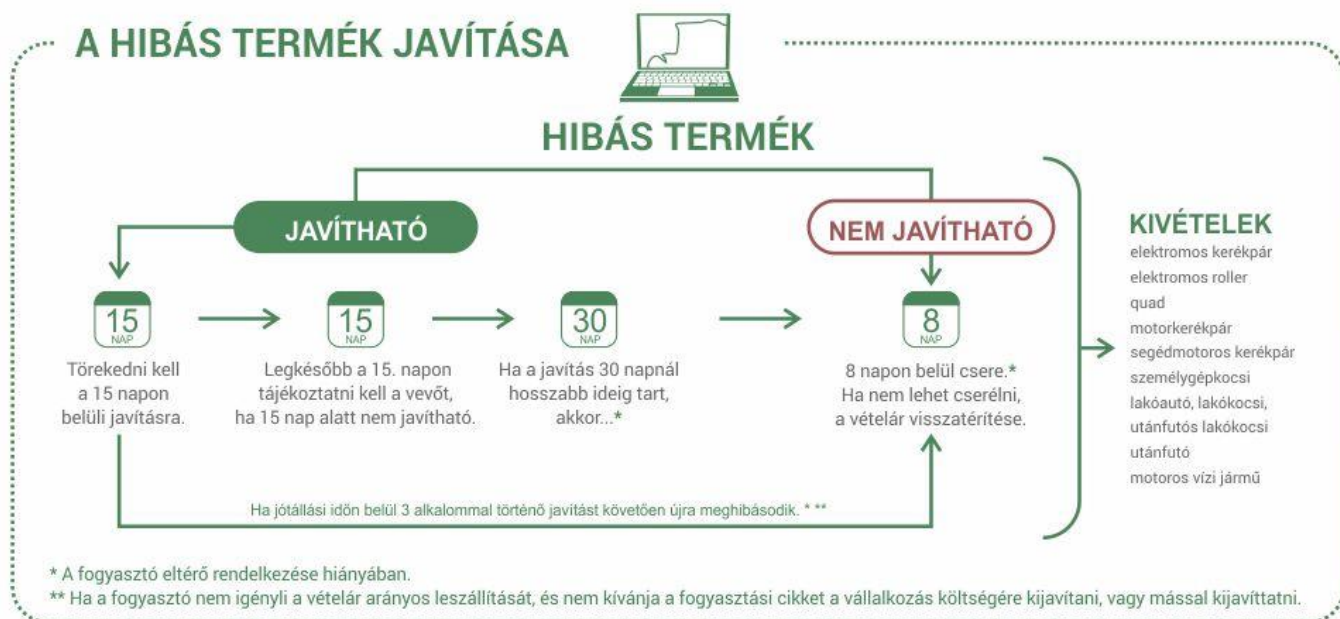 A HIBÁS TERMÉK JAVÍTÁSA
HIBÁS TERMÉK
JAVÍTHATÓ
NEM JAVÍTHATÓ
15
NAP
Törekedni kell
a 15 napon
belüli javításra.
15
NAP
Legkésőbb a 15. napon
tájékoztatni kell a vevőt,
ha 15 nap alatt nem javítható.
30
NAP
Ha a javítás 30 napnál
hosszabb ideig tart,
akkor...*
8
NAP
8 napon belül csere.*
Ha nem lehet cserélni,
a vételár visszatérítése.
Ha jótállási időn belül 3 alkalommal történő javítást követően újra meghibásodik. * **
KIVÉTELEK
elektromos kerékpár
elektromos roller
quad
motorkerékpár
segédmotoros kerékpár
személygépkocsi
lakóautó, lakókocsi,
utánfutós lakókocsi
utánfutó
motoros vízi jármű
* A fogyasztó eltérő rendelkezése hiányában.
** Ha a fogyasztó nem igényli a vételár arányos leszállítását, és nem kívánja a fogyasztási cikket a vállalkozás költségére kijavítani, vagy mással kijavíttatni.